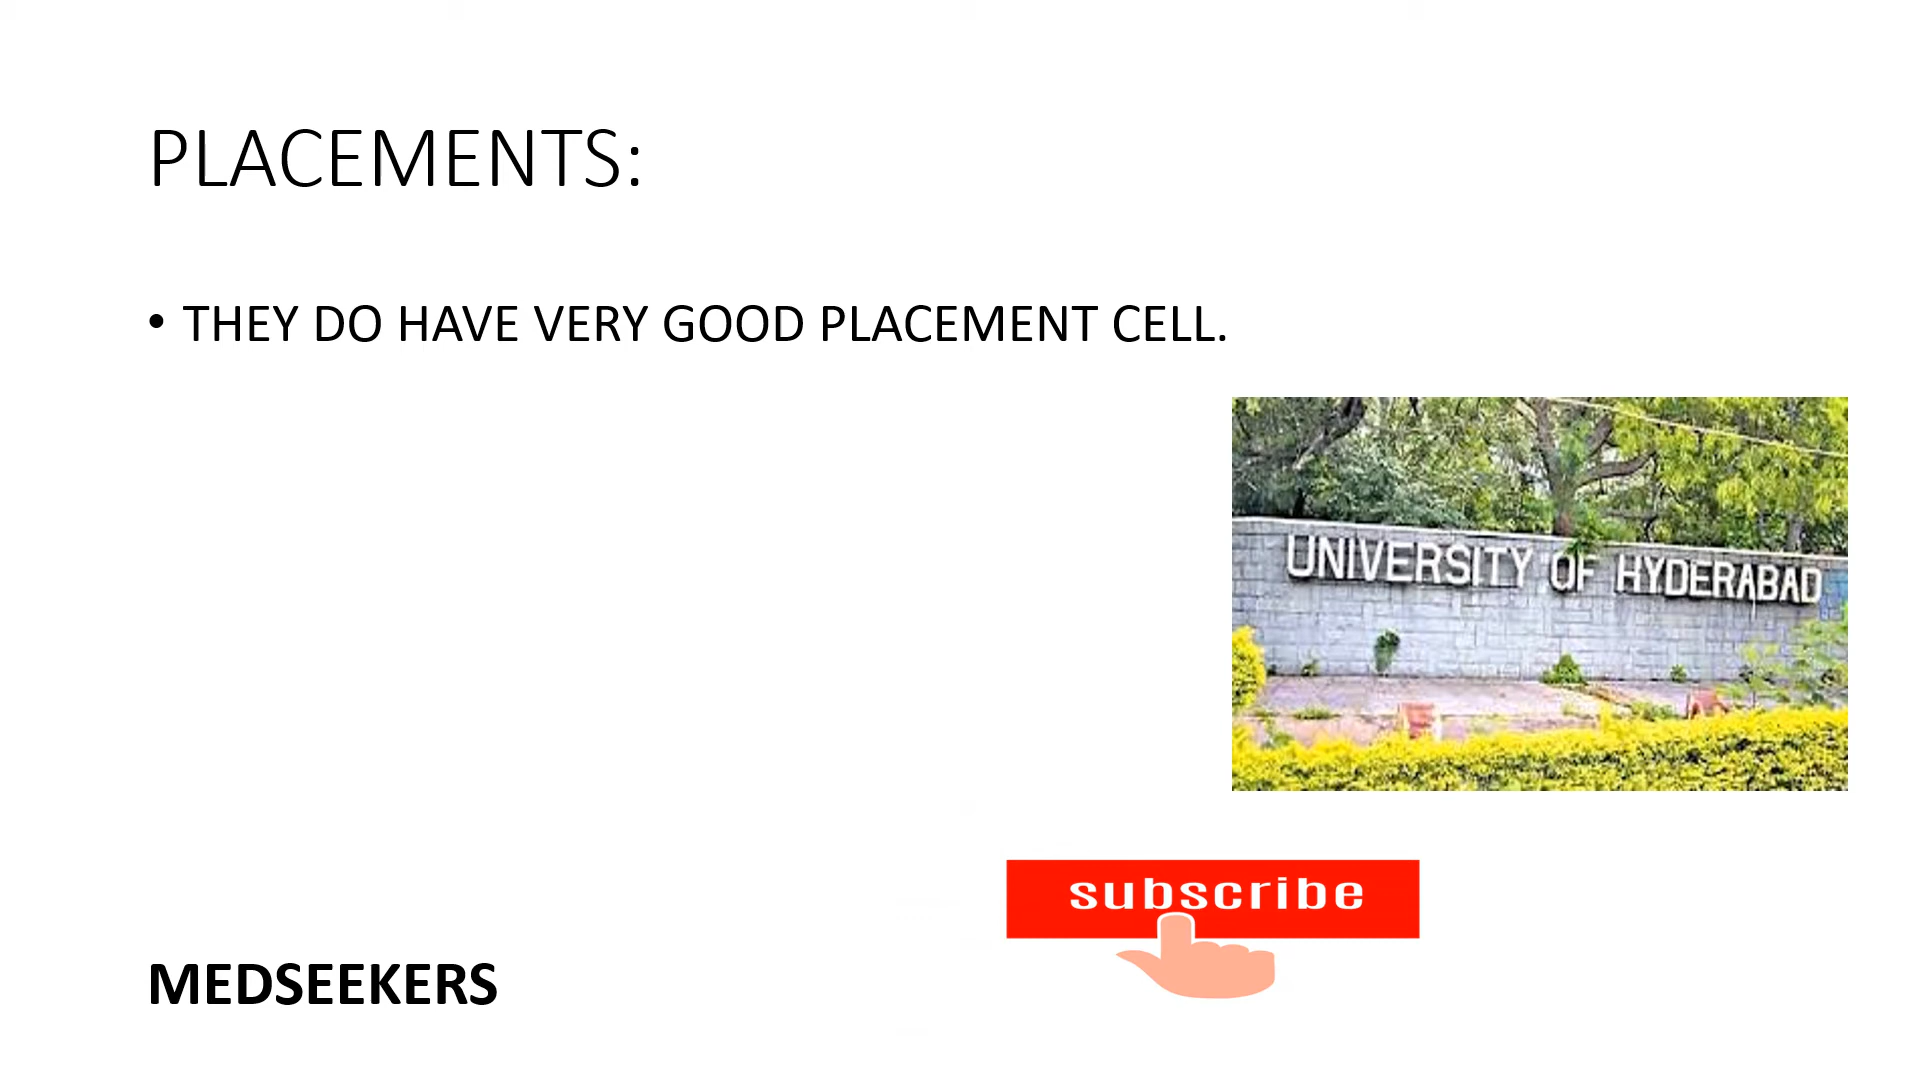 PLACEMENTS:
• THEY DO HAVE VERY GOOD PLACEMENT CELL.
UNIVERSITY OF HYDERABAD
subscribe
MEDSEEKERS